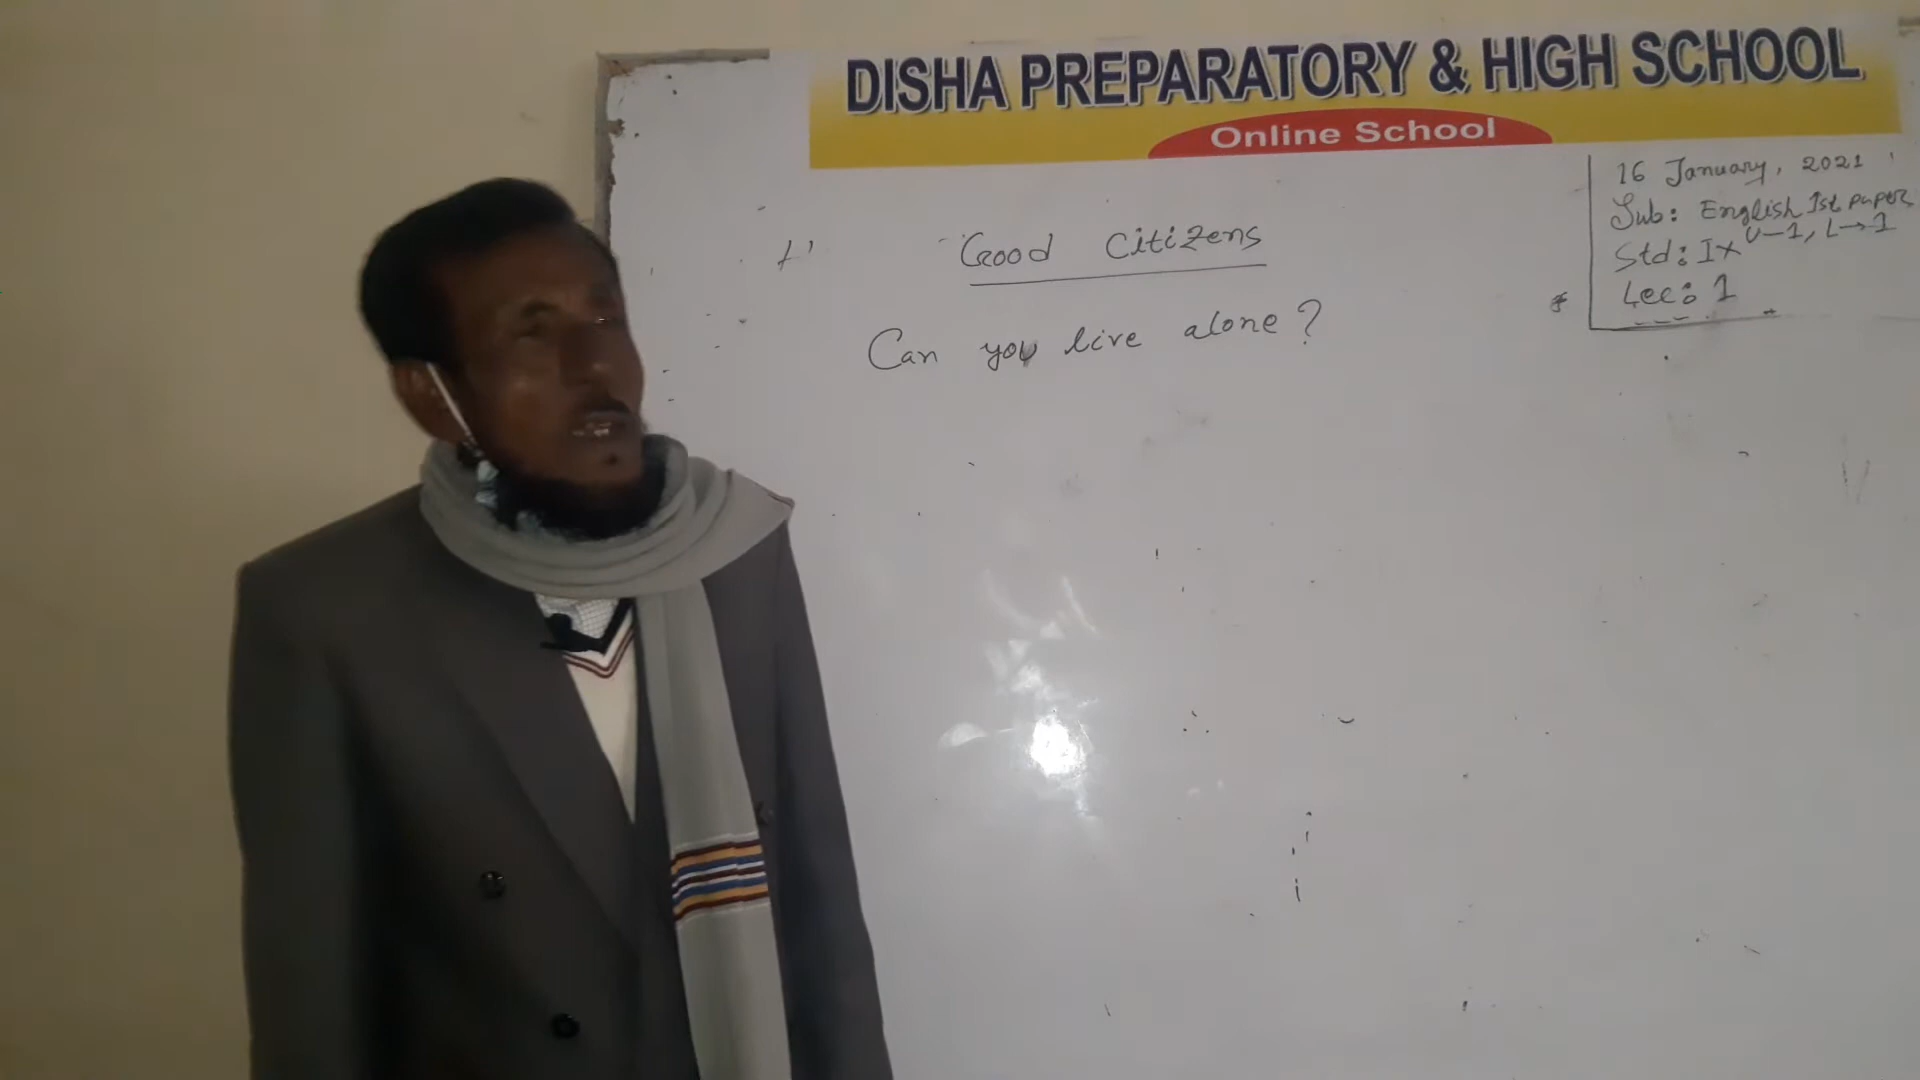 DISHA PREPARATORY & HIGH SCHOOL
Online School
16 January, 2021
Sub: English 1st paper
Std: IX U-1, L→1
Lec: 1
Good Citizens
Can you live alone?